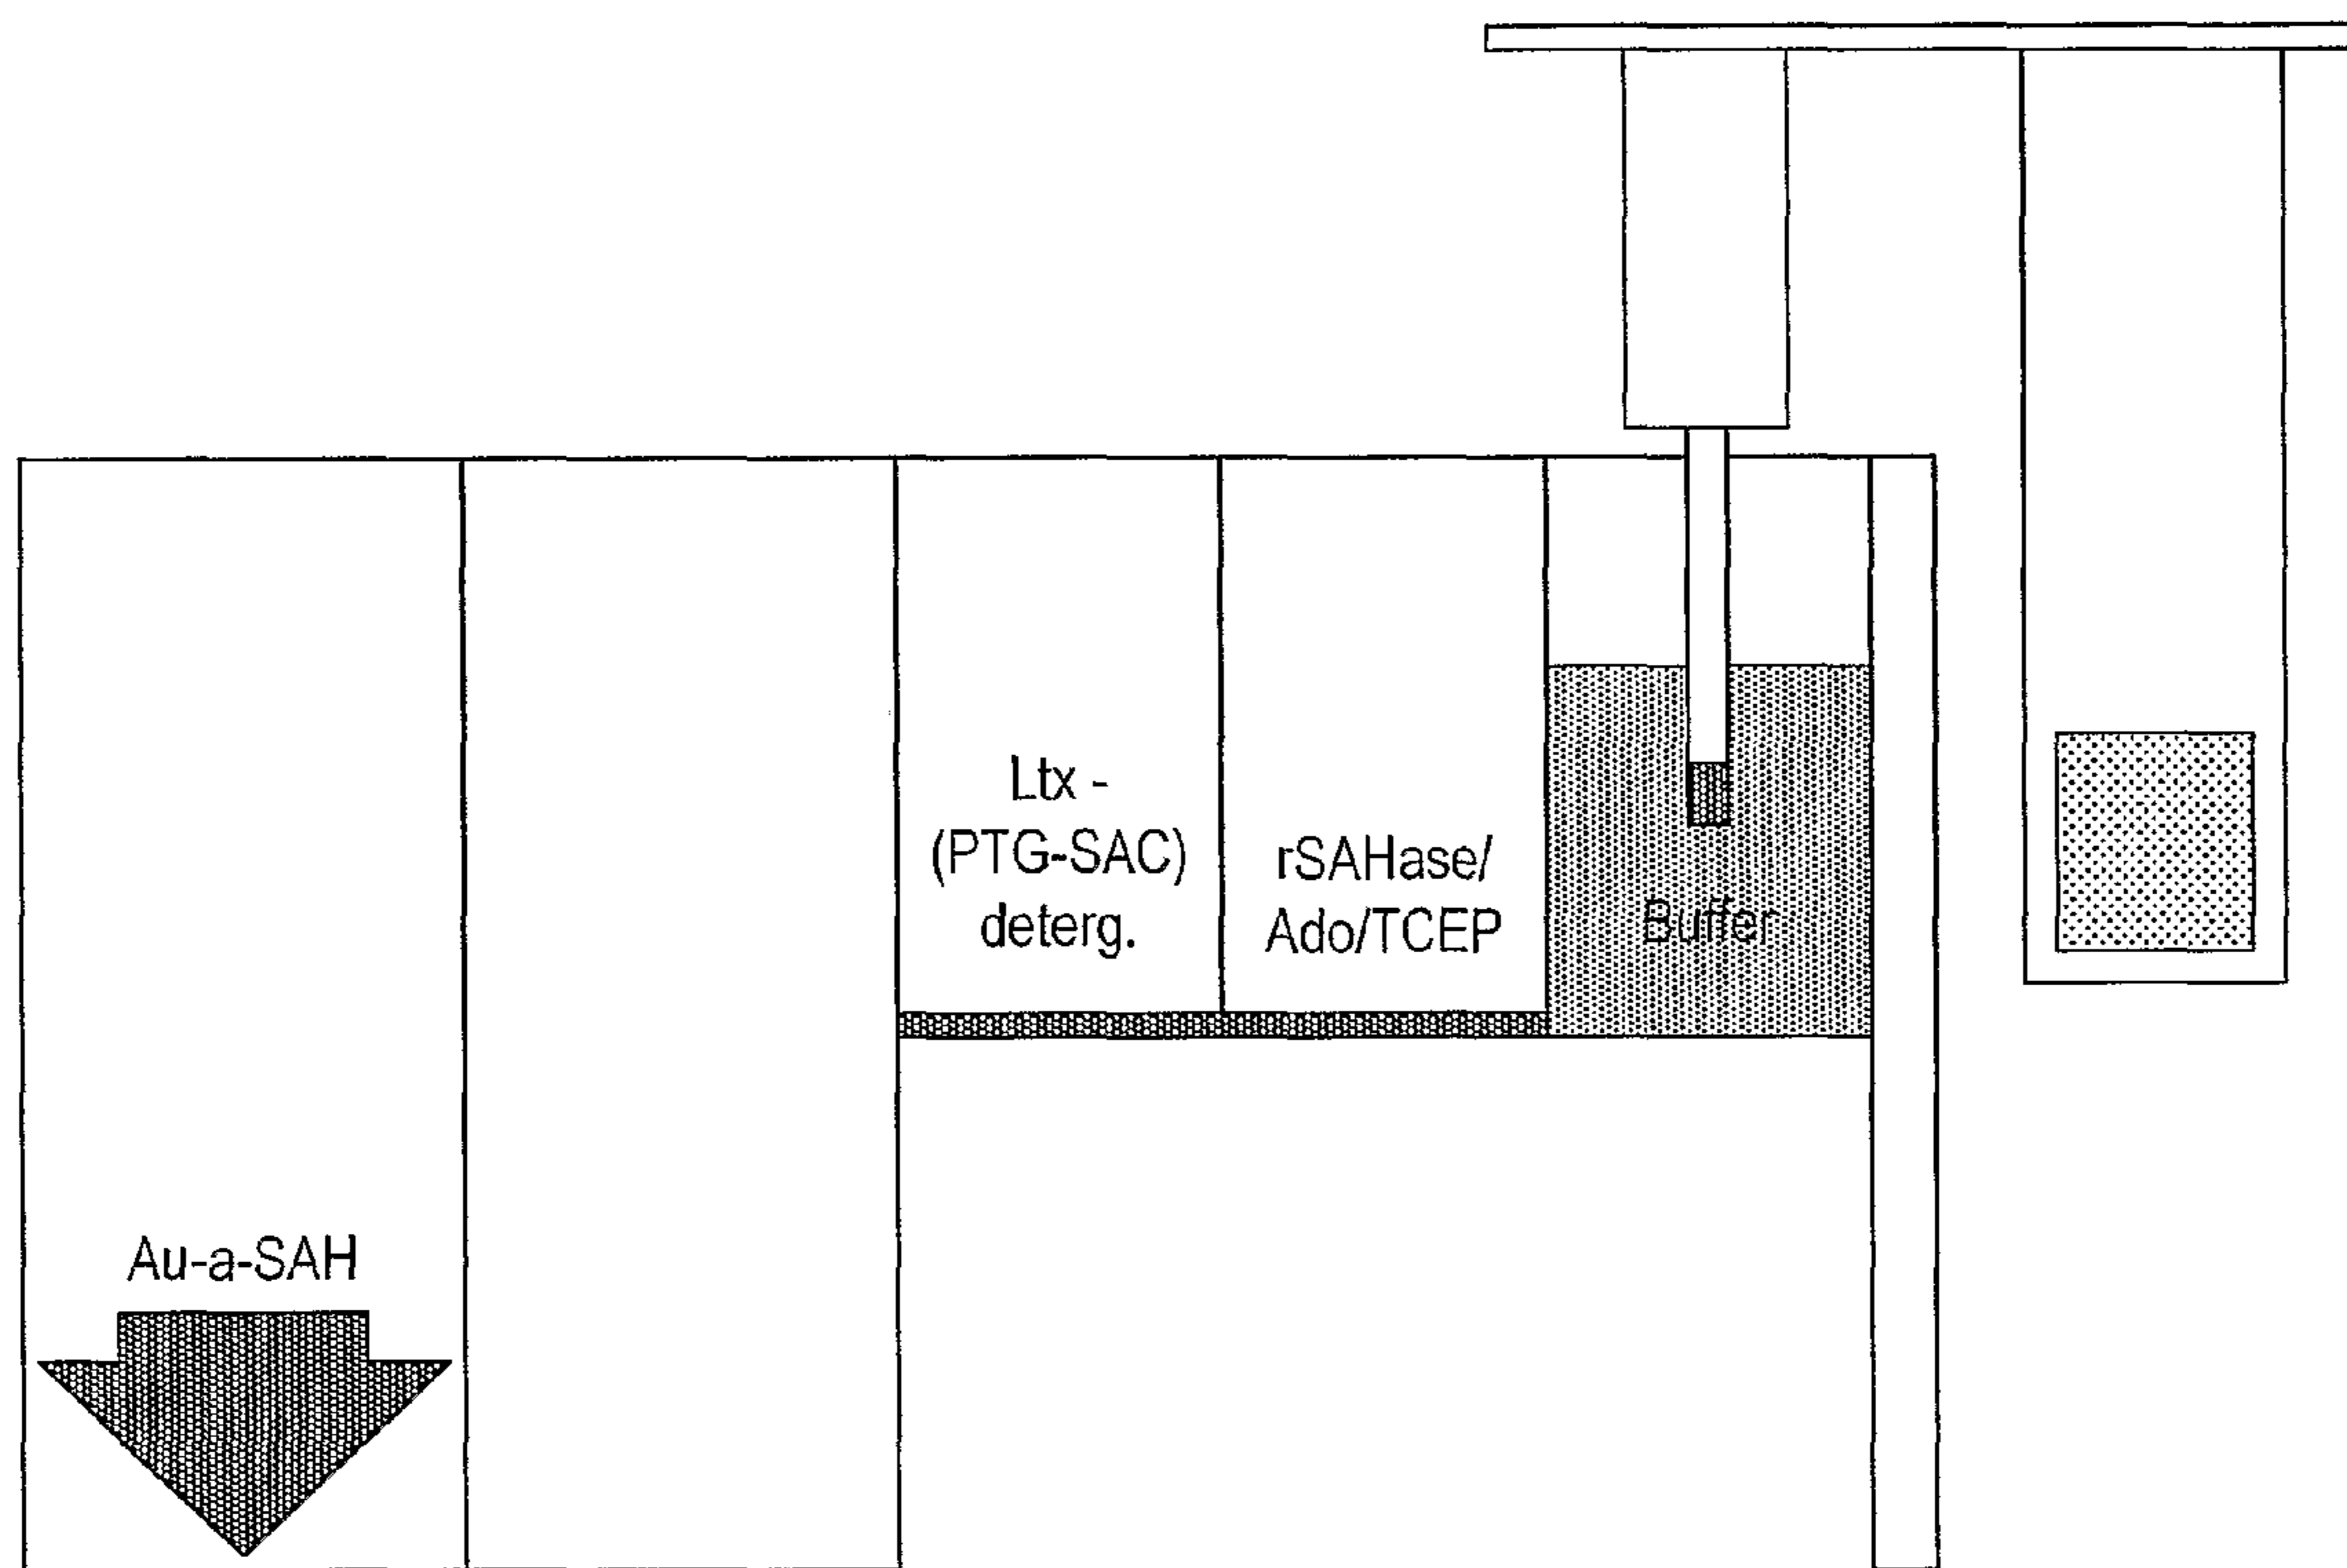 Ltx -
(PTG-SAC)
deterg.
rSAHase/
Ado/TCEP
Buffer
Au-a-SAH